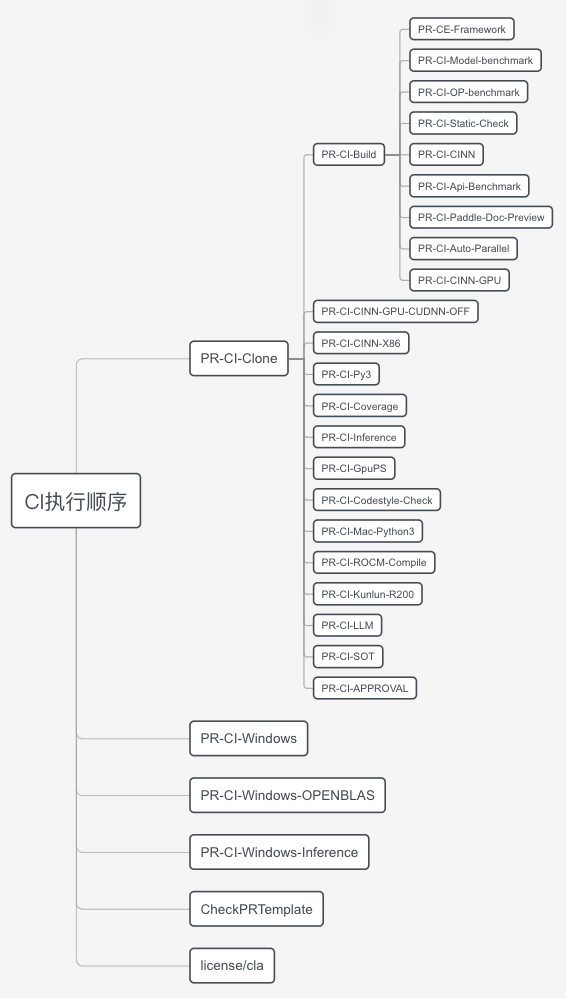 CI执行顺序
PR-CI-Clone
PR-CI-Build
PR-CE-Framework
PR-CI-Model-benchmark
PR-CI-OP-benchmark
PR-CI-Static-Check
PR-CI-CINN
PR-CI-Api-Benchmark
PR-CI-Paddle-Doc-Preview
PR-CI-Auto-Parallel
PR-CI-CINN-GPU
PR-CI-CINN-GPU-CUDNN-OFF
PR-CI-CINN-X86
PR-CI-Py3
PR-CI-Coverage
PR-CI-Inference
PR-CI-GpuPS
PR-CI-Codestyle-Check
PR-CI-Mac-Python3
PR-CI-ROCM-Compile
PR-CI-Kunlun-R200
PR-CI-LLM
PR-CI-SOT
PR-CI-APPROVAL
PR-CI-Windows
PR-CI-Windows-OPENBLAS
PR-CI-Windows-Inference
CheckPRTemplate
license/cla